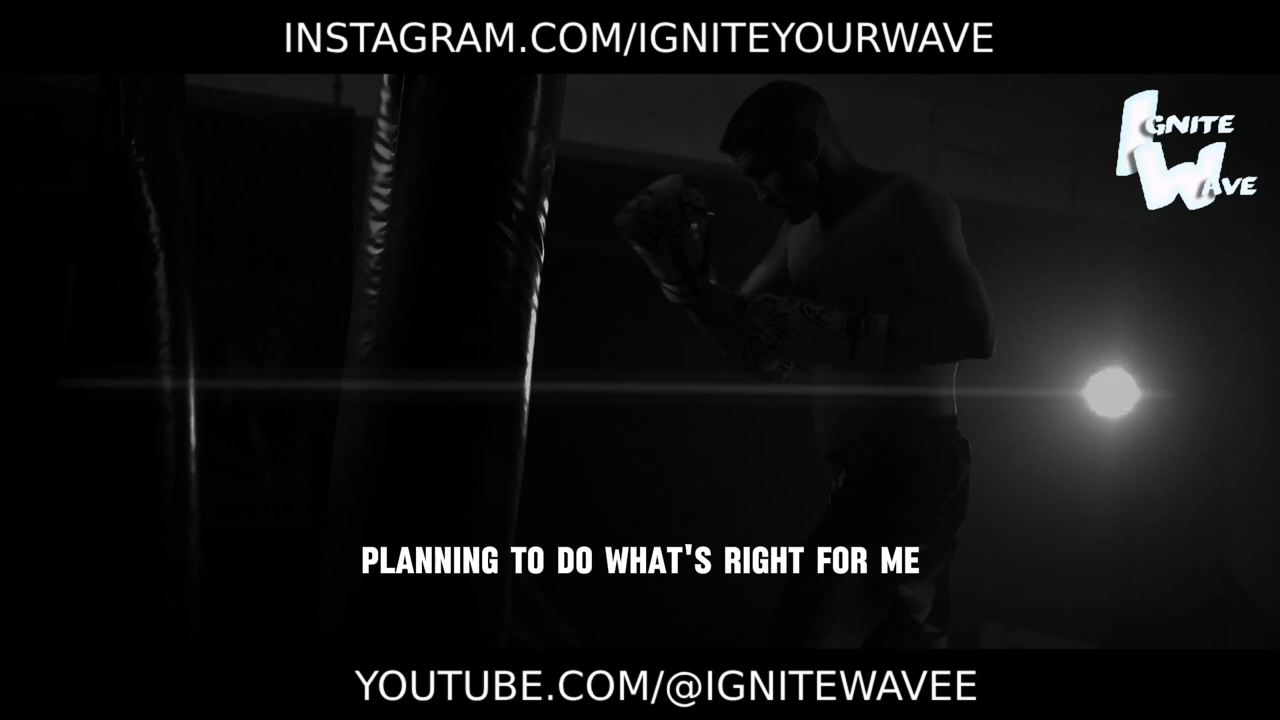 INSTAGRAM.COM/IGNITEYOURWAVE
IGNITE
WAVE
PLANNING TO DO WHAT'S RIGHT FOR ME
YOUTUBE.COM/@IGNITEWAVEE